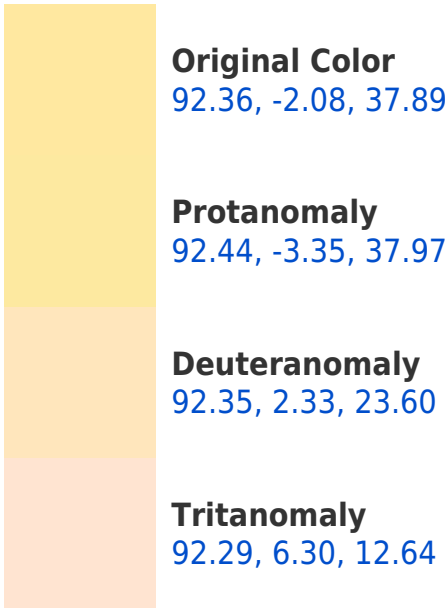 Original Color
92.36, -2.08, 37.89
Protanomaly
92.44, -3.35, 37.97
Deuteranomaly
92.35, 2.33, 23.60
Tritanomaly
92.29, 6.30, 12.64